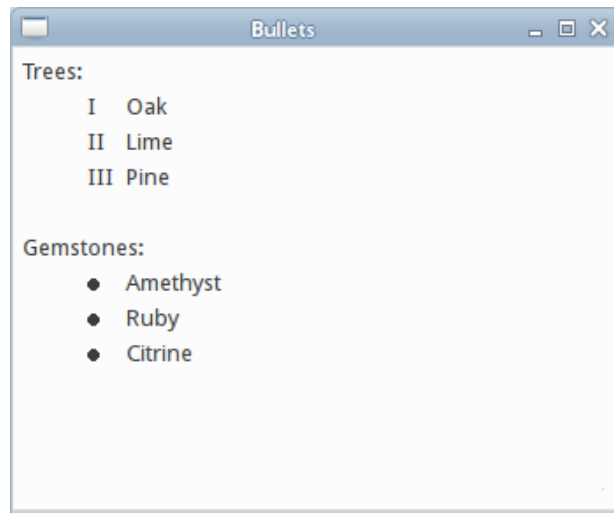 Bullets
Trees:
I Oak
II Lime
III Pine
Gemstones:
● Amethyst
● Ruby
● Citrine